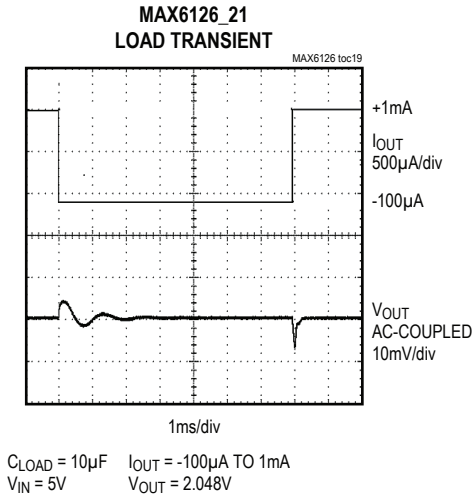 MAX6126_21
LOAD TRANSIENT
MAX6126 toc19
+1mA
IOUT
500µA/div
-100µA
VOUT
AC-COUPLED
10mV/div
1ms/div
CLOAD = 10µF IOUT = -100µA TO 1mA
VIN = 5V VOUT = 2.048V